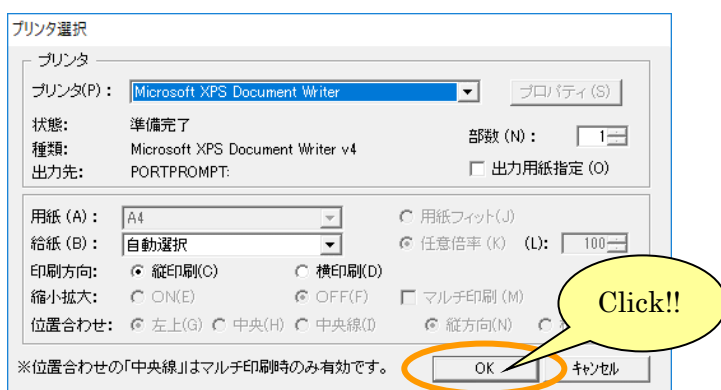 プリンタ選択
プリンタ
プリンタ(P): Microsoft XPS Document Writer プロパティ(S)
状態: 準備完了
部数(N): 1
種類: Microsoft XPS Document Writer v4
出力先: PORTPROMPT: 出力用紙指定(O)
用紙(A): A4 用紙フィット(J)
給紙(B): 自動選択 任意倍率(K) (L): 100
印刷方向: 縦印刷(C) 横印刷(D)
縮小拡大: ON(E) OFF(F) マルチ印刷(M)
Click!!
位置合わせ: 左上(G) 中央(H) 中央線(I) 縦方向(N)
※位置合わせの「中央線」はマルチ印刷時のみ有効です。 OK キャンセル